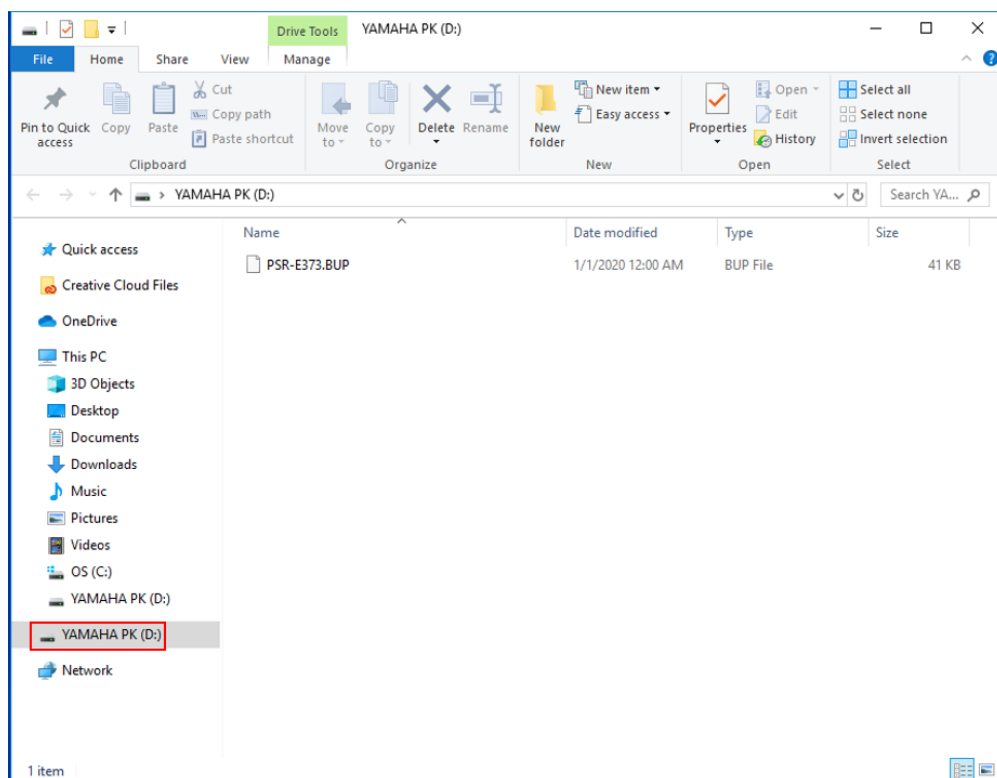 Drive Tools YAMAHA PK (D:)
File Home Share View Manage
Pin to Quick access
Copy
Paste
Cut
Copy path
Paste shortcut
Clipboard
Move to
Copy to
Delete
Rename
Organize
New folder
New item
Easy access
New
Properties
Open
Edit
History
Open
Select all
Select none
Invert selection
Select
YAMAHA PK (D:)
Search YA...
Name Date modified Type Size
PSR-E373.BUP 1/1/2020 12:00 AM BUP File 41 KB
Quick access
Creative Cloud Files
OneDrive
This PC
3D Objects
Desktop
Documents
Downloads
Music
Pictures
Videos
OS (C:)
YAMAHA PK (D:)
YAMAHA PK (D:)
Network
1 item